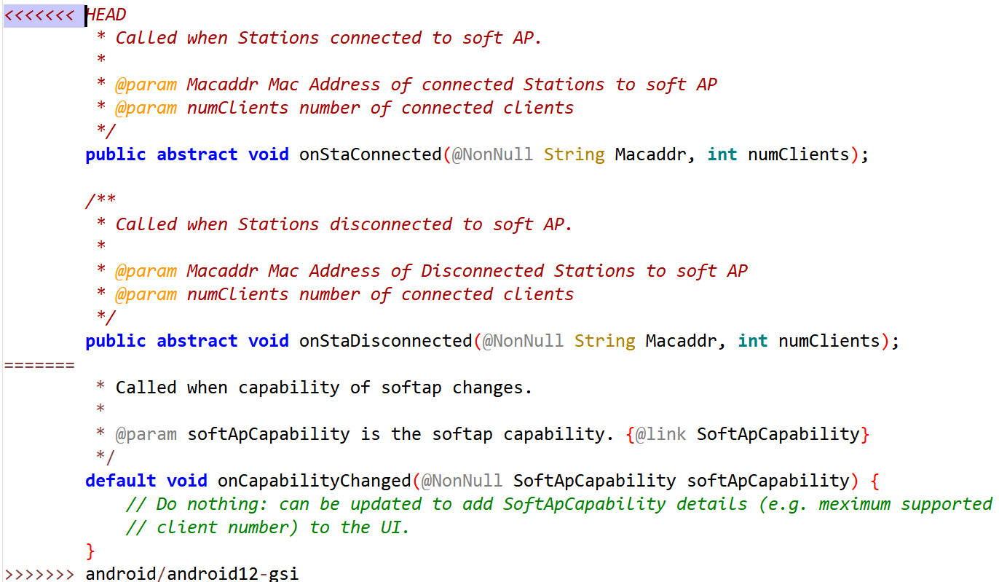 <<<<<<< HEAD
* Called when Stations connected to soft AP.
*
* @param Macaddr Mac Address of connected Stations to soft AP
* @param numClients number of connected clients
*/
public abstract void onStaConnected(@NonNull String Macaddr, int numClients);
/**
* Called when Stations disconnected to soft AP.
*
* @param Macaddr Mac Address of Disconnected Stations to soft AP
* @param numClients number of connected clients
*/
public abstract void onStaDisconnected(@NonNull String Macaddr, int numClients);
=======
* Called when capability of softap changes.
*
* @param softApCapability is the softap capability. {@link SoftApCapability}
*/
default void onCapabilityChanged(@NonNull SoftApCapability softApCapability) {
// Do nothing: can be updated to add SoftApCapability details (e.g. meximum supported
// client number) to the UI.
}
>>>>>>> android/android12-gsi